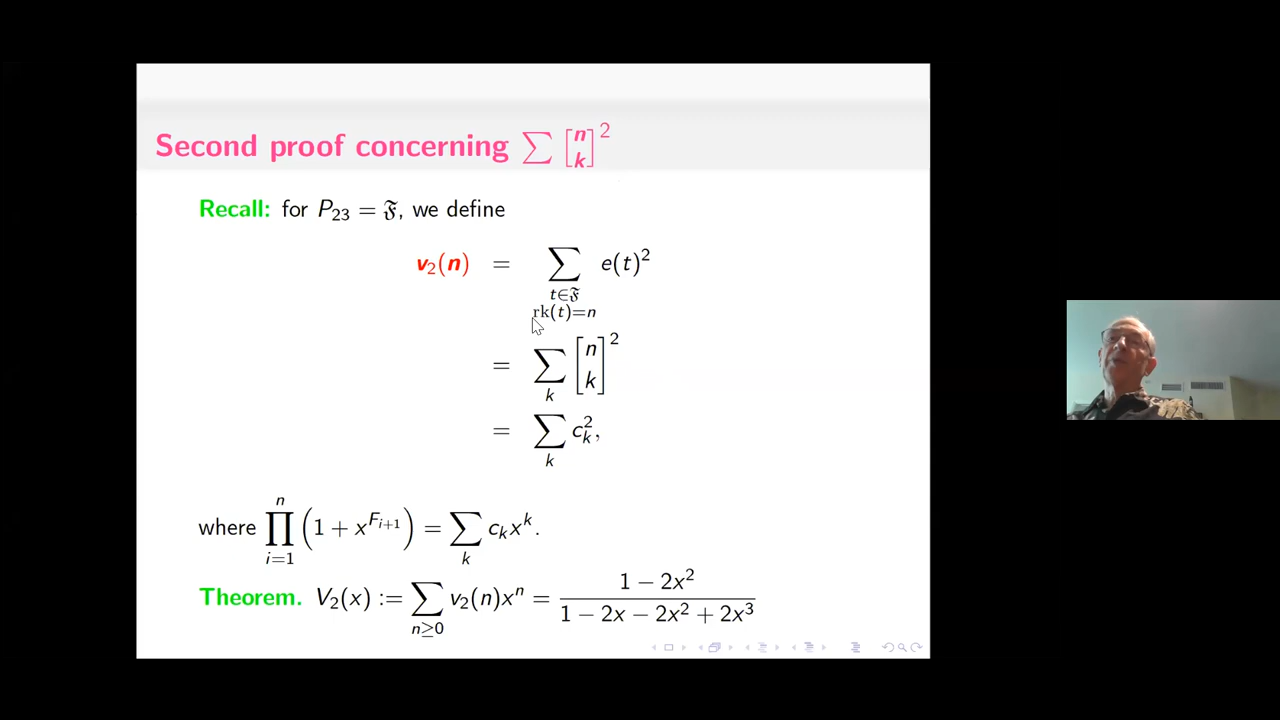 Second proof concerning ∑ [n k]²
Recall: for P₂₃ = 𝔉, we define
v₂(n) = ∑_{t∈𝔉, rk(t)=n} e(t)²
= ∑_k [n k]²
= ∑_k c_k²,
where ∏_{i=1}^{n} (1 + x^{F_{i+1}}) = ∑_k c_k x^k.
Theorem. V₂(x) := ∑_{n≥0} v₂(n)xⁿ = (1 − 2x²)/(1 − 2x − 2x² + 2x³)